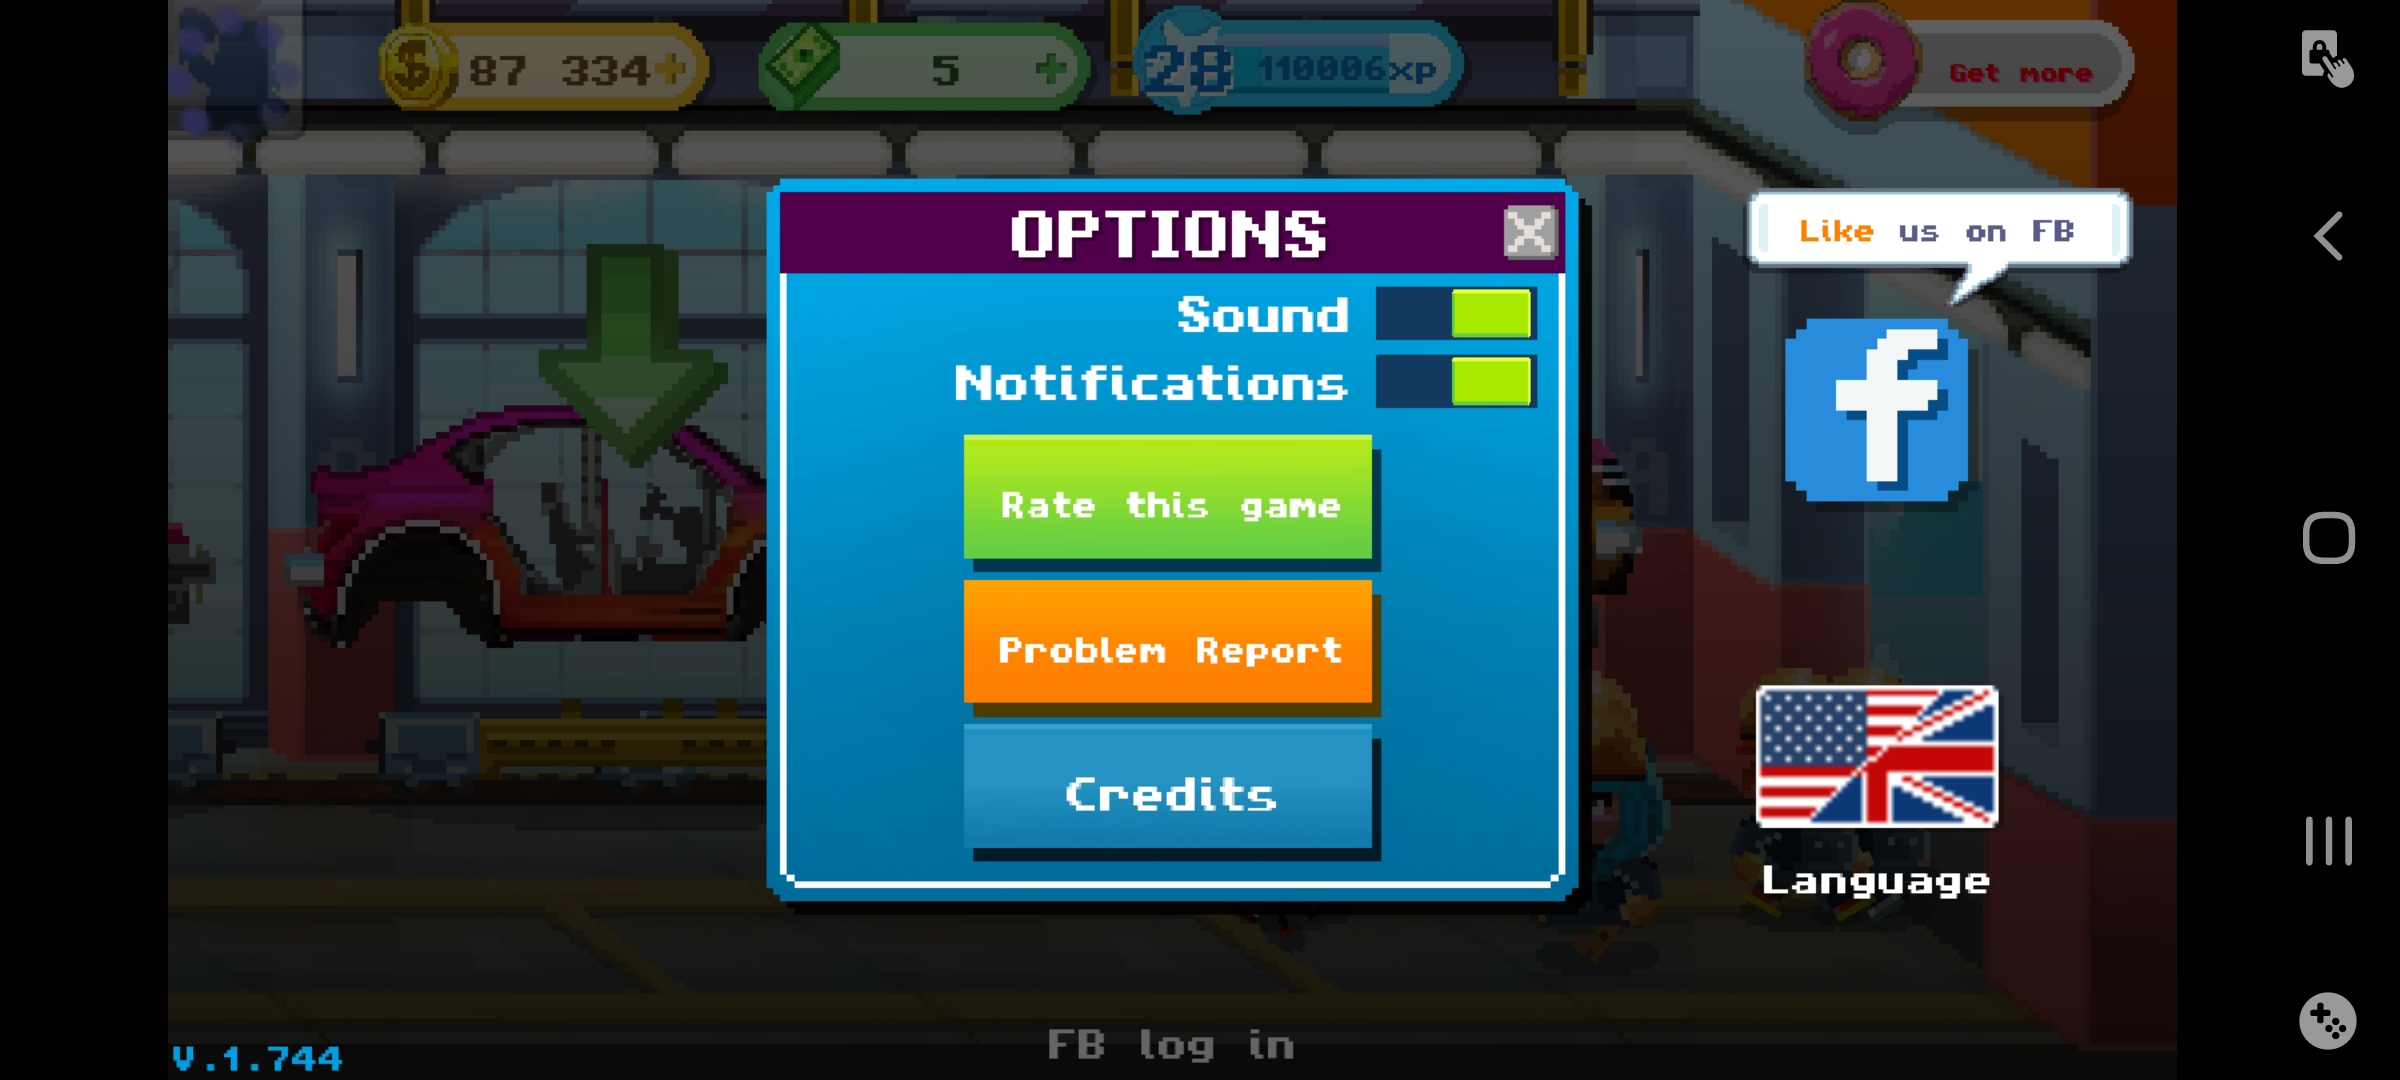 87 334
5
28 110006xp
Get more
OPTIONS
Like us on FB
Sound
Notifications
Rate this game
Problem Report
Credits
Language
FB log in
V.1.744